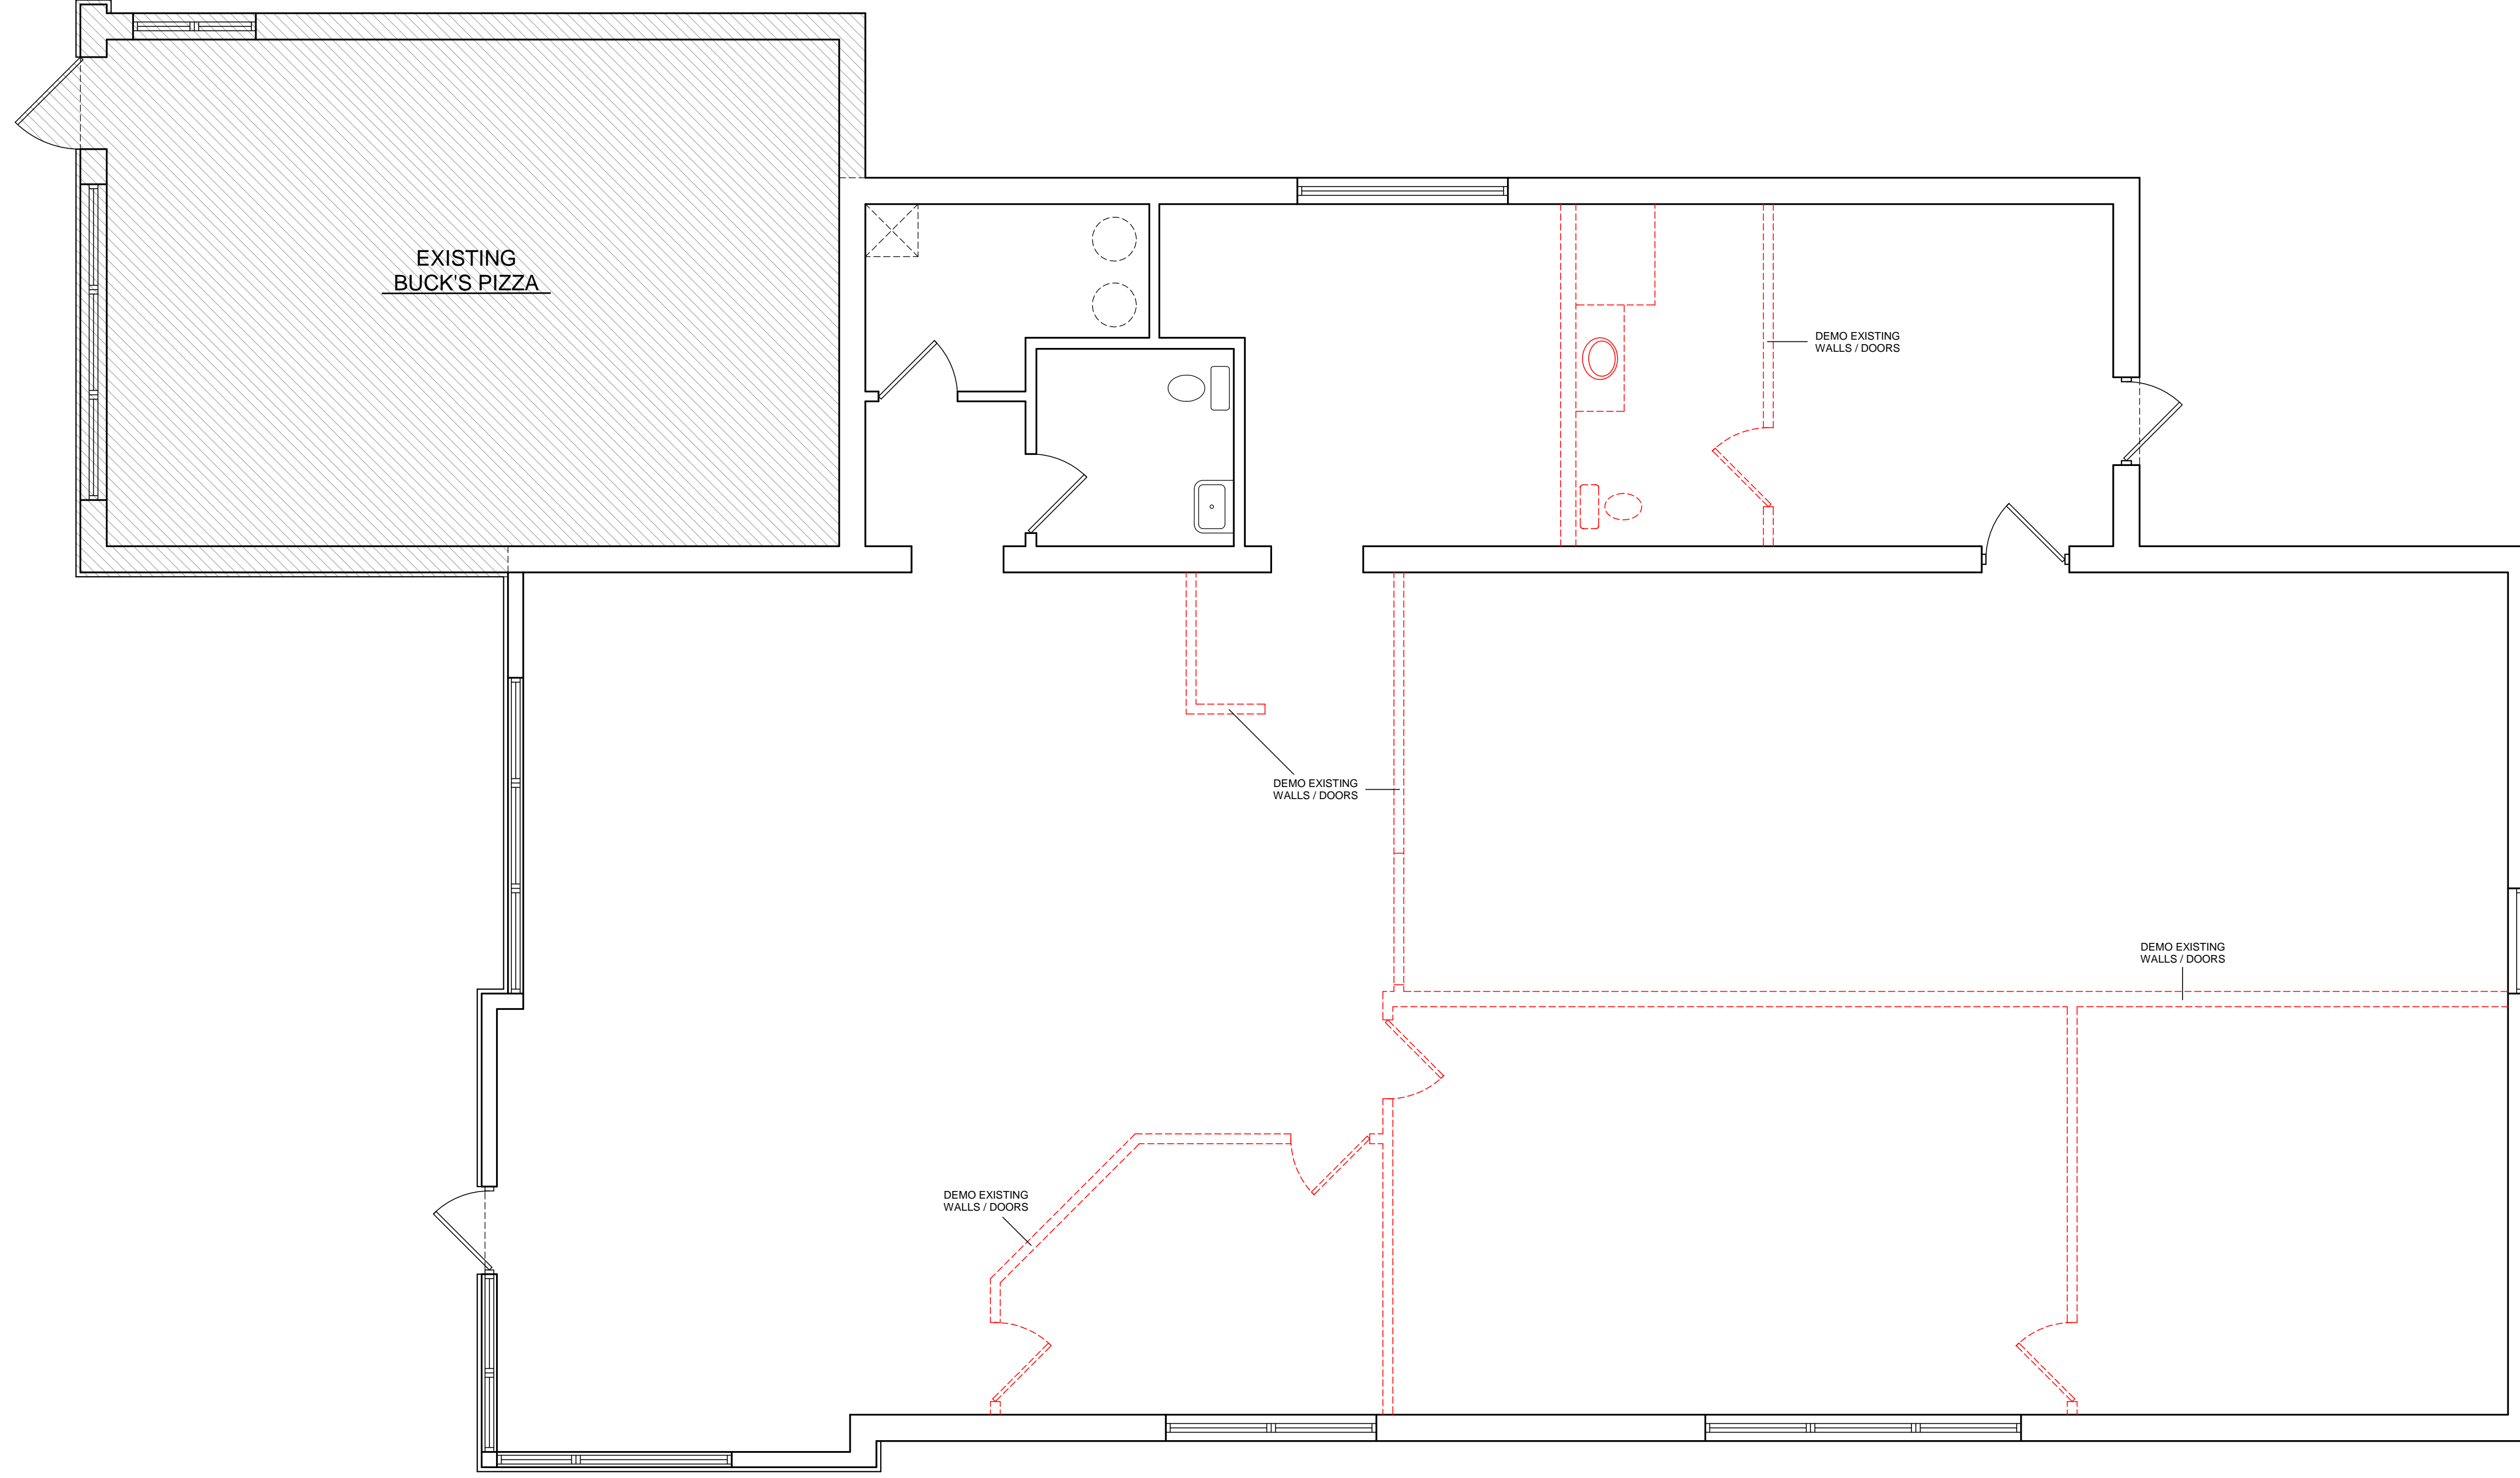 EXISTING
BUCK'S PIZZA
DEMO EXISTING
WALLS / DOORS
DEMO EXISTING
WALLS / DOORS
DEMO EXISTING
WALLS / DOORS
DEMO EXISTING
WALLS / DOORS